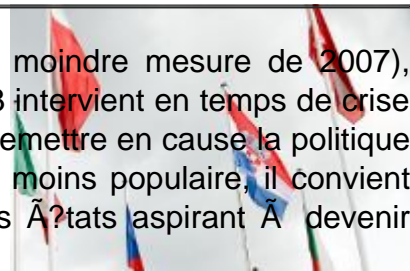 moindre mesure de 2007),
3 intervient en temps de crise
emettre en cause la politique
moins populaire, il convient
s Ã?tats aspirant Ã devenir